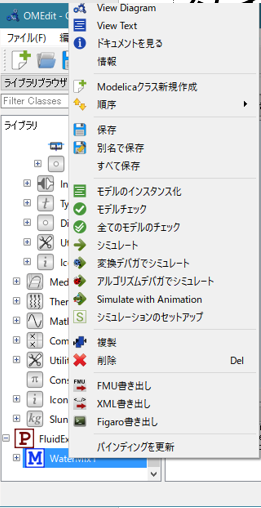 OMEdit -
View Diagram
View Text
ファイル(F)
ドキュメントを見る
情報
ライブラリブラウザ
Modelicaクラス新規作成
Filter Classes
順序
ライブラリ
保存
別名で保存
すべて保存
In
モデルのインスタンス化
Ty
モデルチェック
Di
全てのモデルのチェック
Ut
シミュレート
Ic
変換デバガでシミュレート
Med
アルゴリズムデバガでシミュレート
Ther
Simulate with Animation
Math
シミュレーションのセットアップ
Com
複製
Utilit
削除 Del
Cons
FMU
FMU書き出し
Icon
XML書き出し
Slun
Figaro書き出し
FluidEx
バインディングを更新
WaterMix1